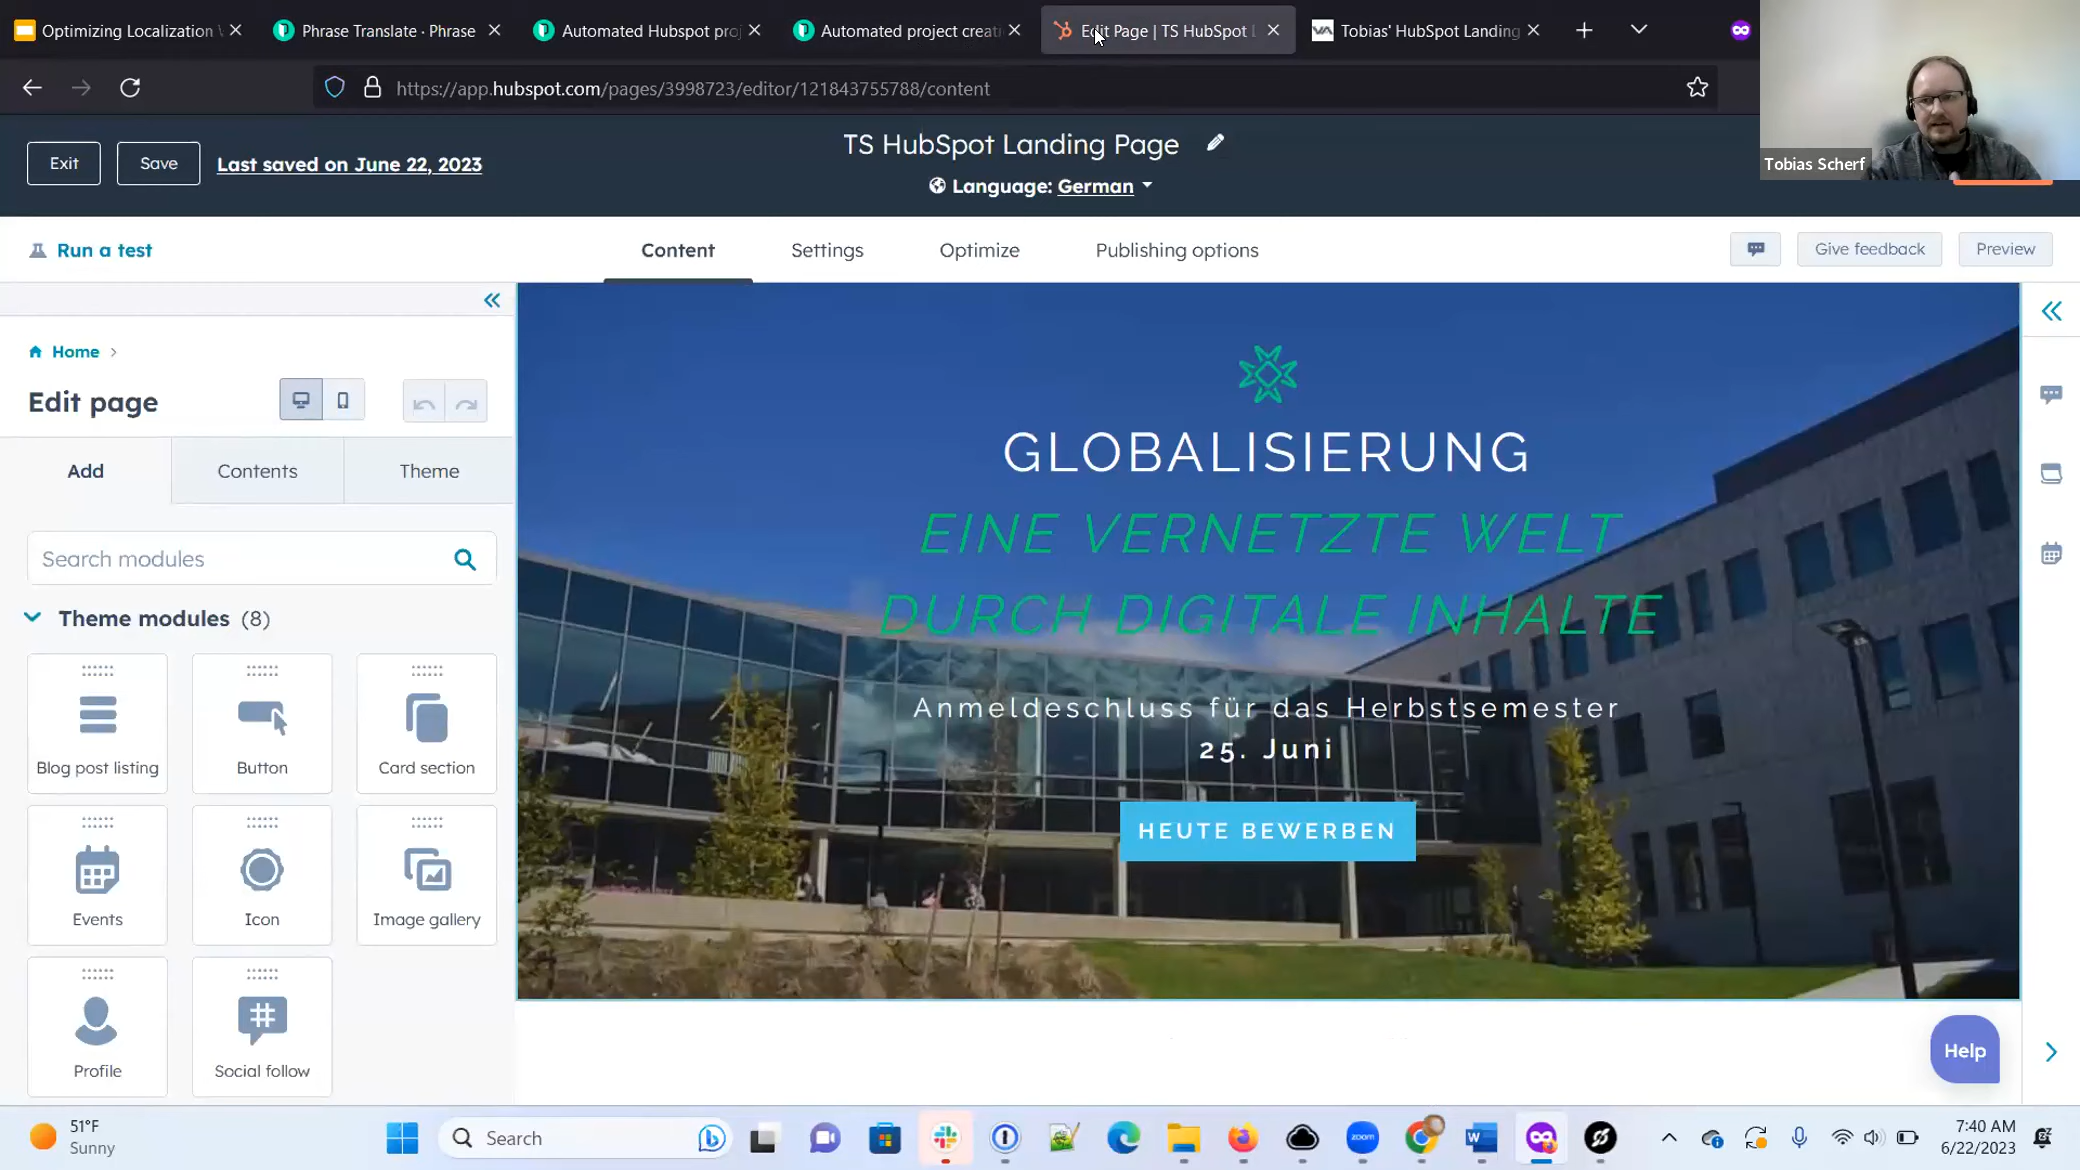 Optimizing Localization
Phrase Translate · Phrase
Automated Hubspot proj
Automated project creati
Edit Page | TS HubSpot L
Tobias' HubSpot Landing
https://app.hubspot.com/pages/3998723/editor/121843755788/content
Tobias Scherf
Exit
Save
Last saved on June 22, 2023
TS HubSpot Landing Page
Language: German
Run a test
Content
Settings
Optimize
Publishing options
Give feedback
Preview
Home
Edit page
Add
Contents
Theme
Search modules
Theme modules (8)
Blog post listing
Button
Card section
Events
Icon
Image gallery
Profile
Social follow
GLOBALISIERUNG
EINE VERNETZTE WELT
DURCH DIGITALE INHALTE
Anmeldeschluss für das Herbstsemester
25. Juni
HEUTE BEWERBEN
Help
51°F
Sunny
Search
zoom
7:40 AM
6/22/2023